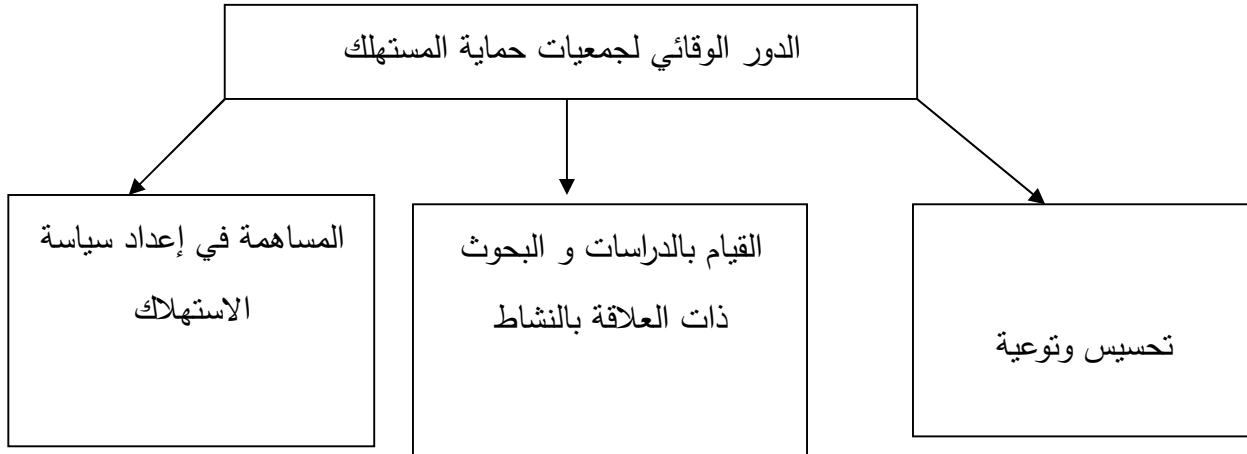 الدور الوقائي لجمعيات حماية المستهلك
تحسيس وتوعية
القيام بالدراسات و البحوث
ذات العلاقة بالنشاط
المساهمة في إعداد سياسة
الاستهلاك